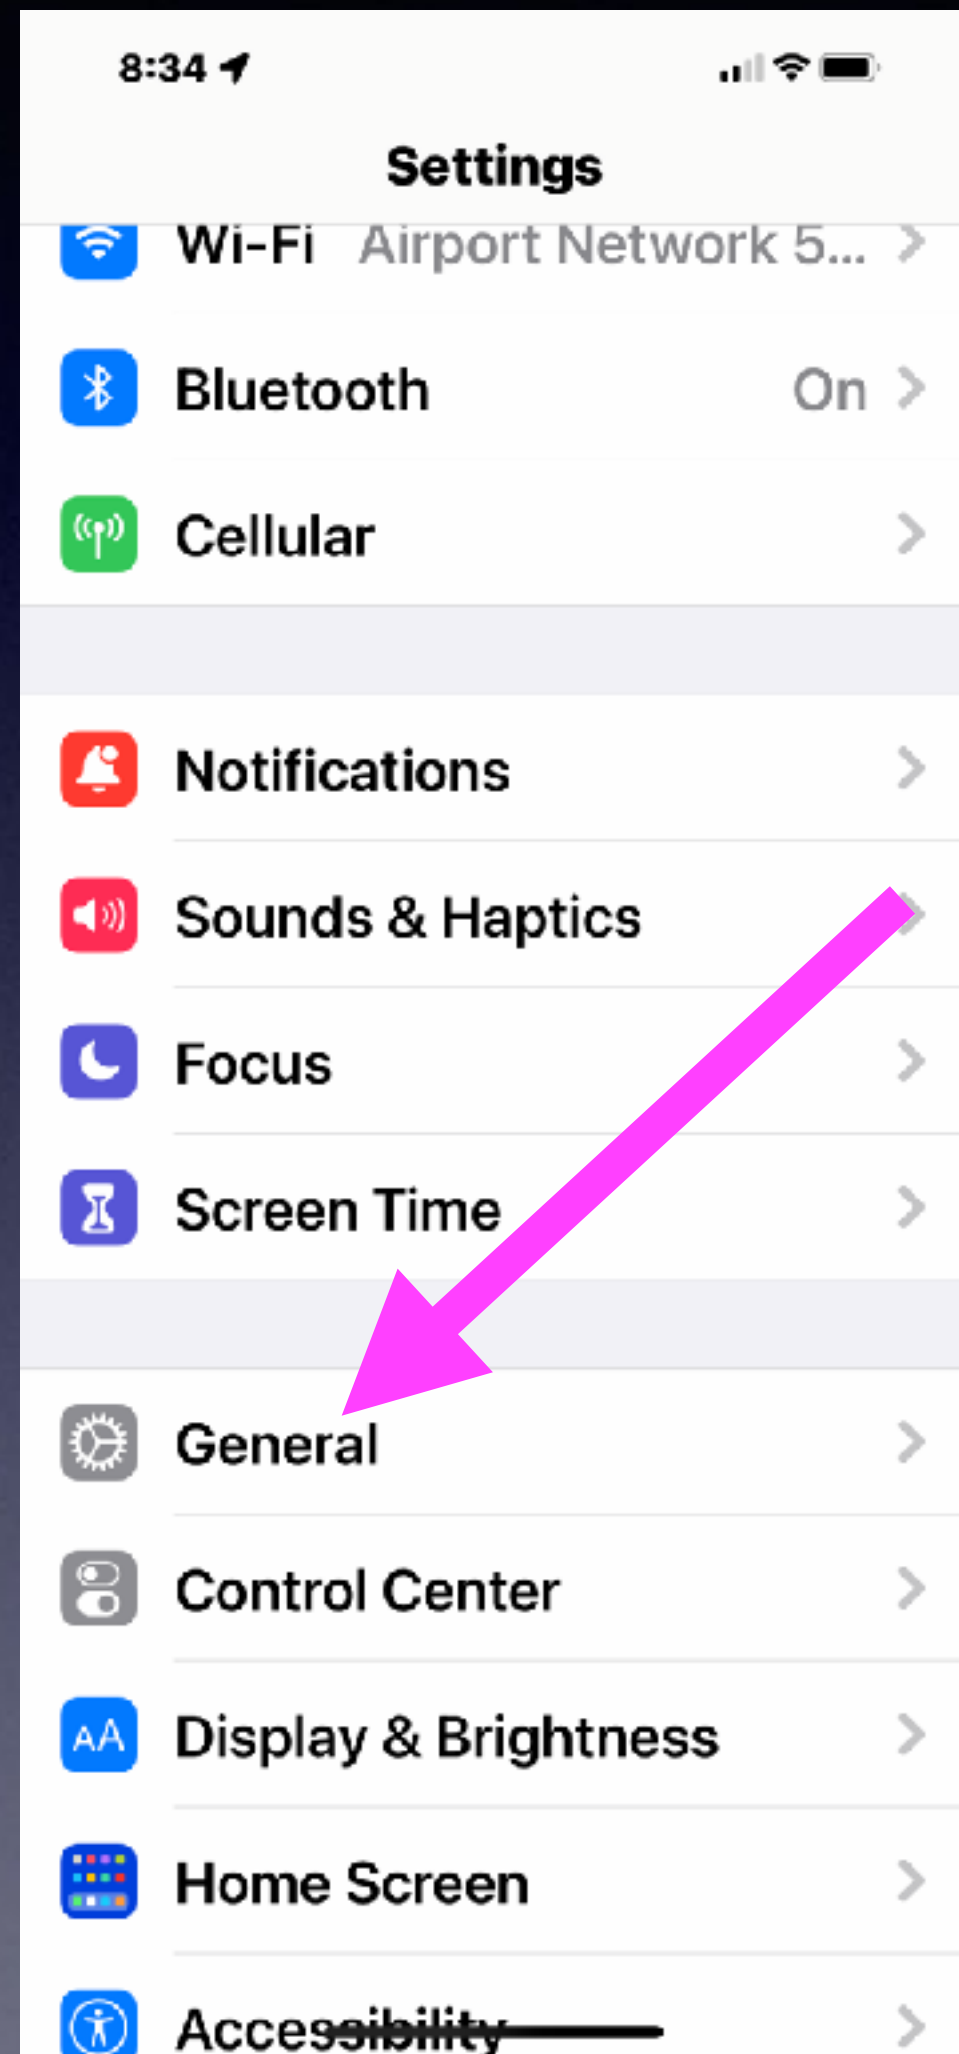 8:34
Settings
Wi-Fi Airport Network 5...
Bluetooth On
Cellular
Notifications
Sounds & Haptics
Focus
Screen Time
General
Control Center
AA Display & Brightness
Home Screen
Accessibility